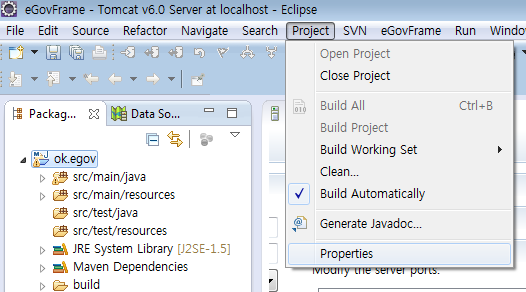 eGovFrame - Tomcat v6.0 Server at localhost - Eclipse
File Edit Source Refactor Navigate Search Project SVN eGovFrame Run Windo
Open Project
Close Project
Build All Ctrl+B
Build Project
Build Working Set
Clean...
Build Automatically
Generate Javadoc...
Properties
Packag... Data So...
ok.egov
src/main/java
src/main/resources
src/test/java
src/test/resources
JRE System Library [J2SE-1.5]
Maven Dependencies
build
Modify the server ports.